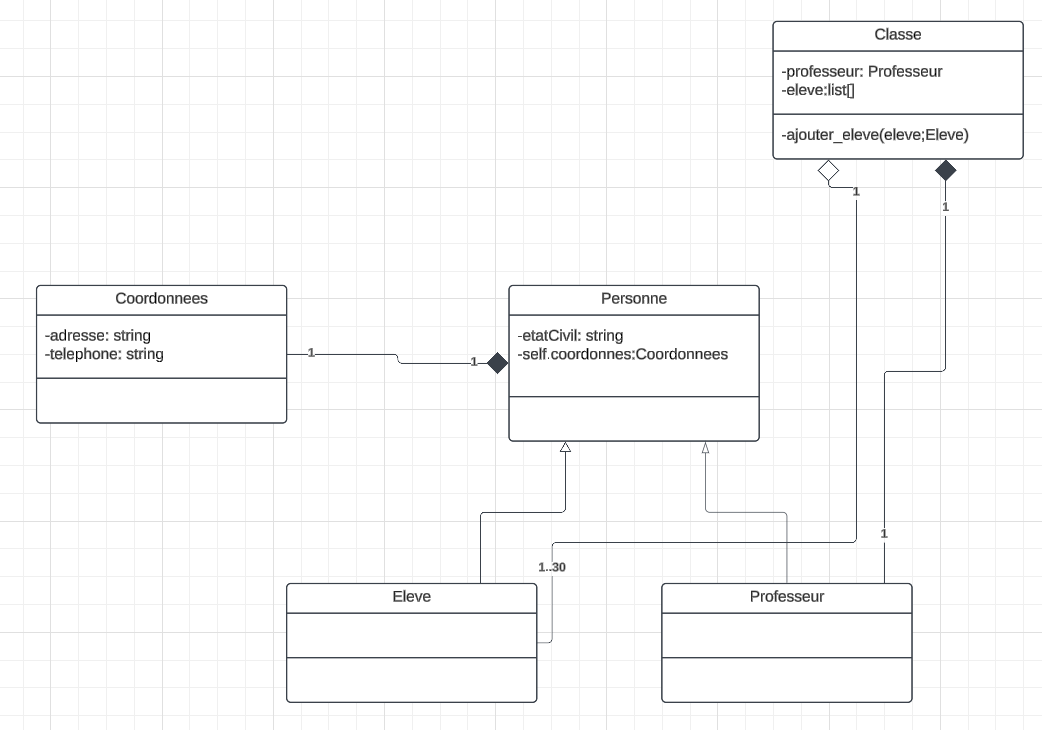 Classe
-professeur: Professeur
-eleve:list[]
-ajouter_eleve(eleve;Eleve)
1
1
Coordonnees
-adresse: string
-telephone: string
1
1
Personne
-etatCivil: string
-self.coordonnes:Coordonnees
1
1..30
Eleve
Professeur